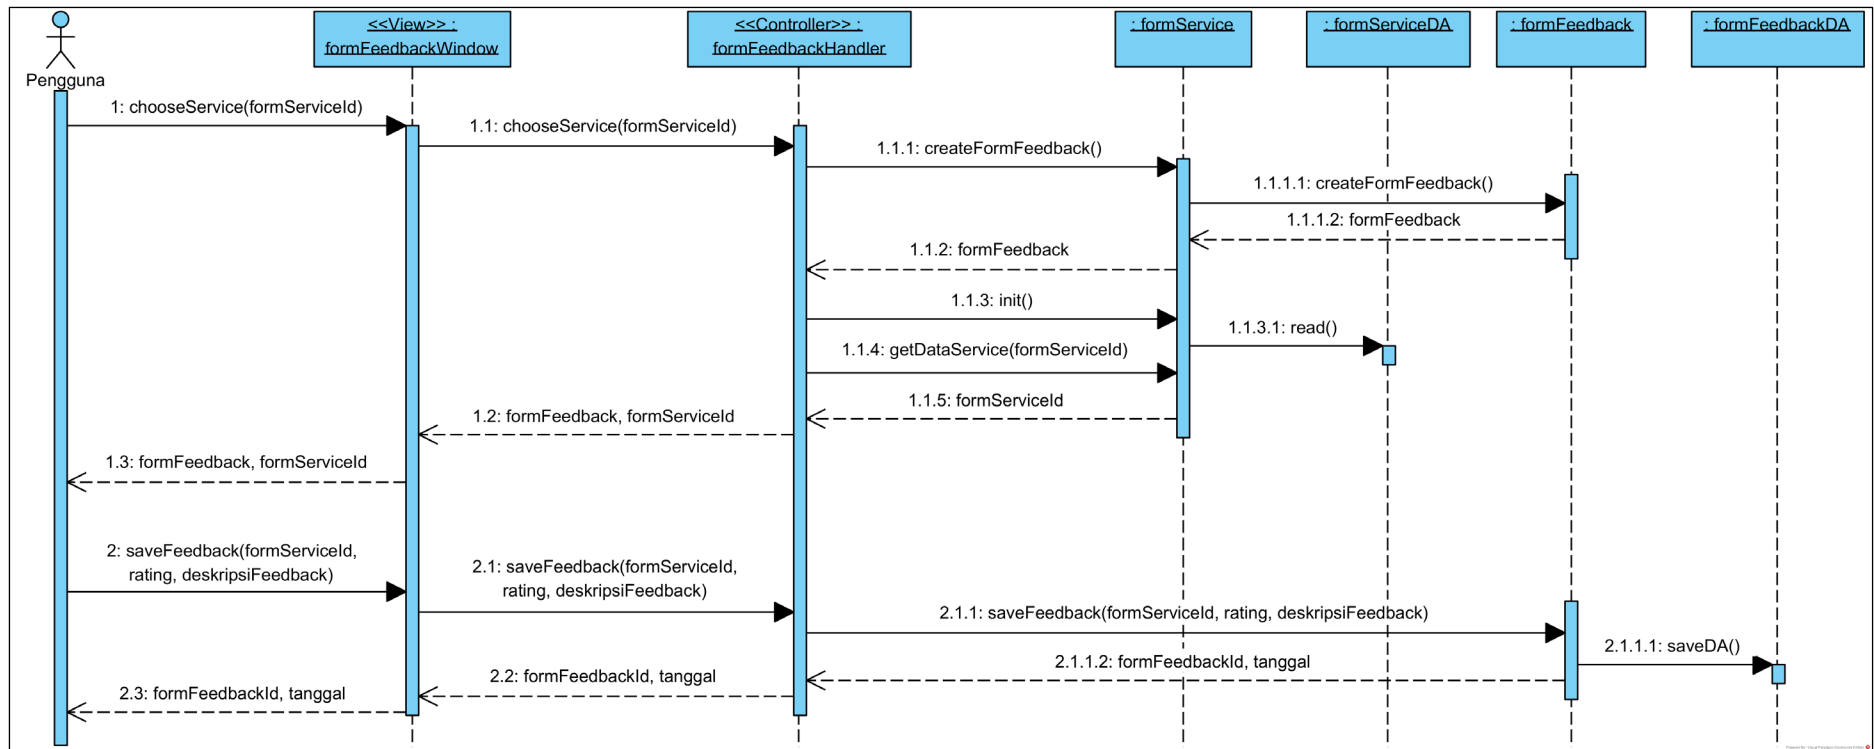 Pengguna
<<View>> :
formFeedbackWindow
<<Controller>> :
formFeedbackHandler
: formService
: formServiceDA
: formFeedback
: formFeedbackDA
1: chooseService(formServiceId)
1.1: chooseService(formServiceId)
1.1.1: createFormFeedback()
1.1.1.1: createFormFeedback()
1.1.1.2: formFeedback
1.1.2: formFeedback
1.1.3: init()
1.1.3.1: read()
1.1.4: getDataService(formServiceId)
1.1.5: formServiceId
1.2: formFeedback, formServiceId
1.3: formFeedback, formServiceId
2: saveFeedback(formServiceId,
rating, deskripsiFeedback)
2.1: saveFeedback(formServiceId,
rating, deskripsiFeedback)
2.1.1: saveFeedback(formServiceId, rating, deskripsiFeedback)
2.1.1.1: saveDA()
2.1.1.2: formFeedbackId, tanggal
2.2: formFeedbackId, tanggal
2.3: formFeedbackId, tanggal